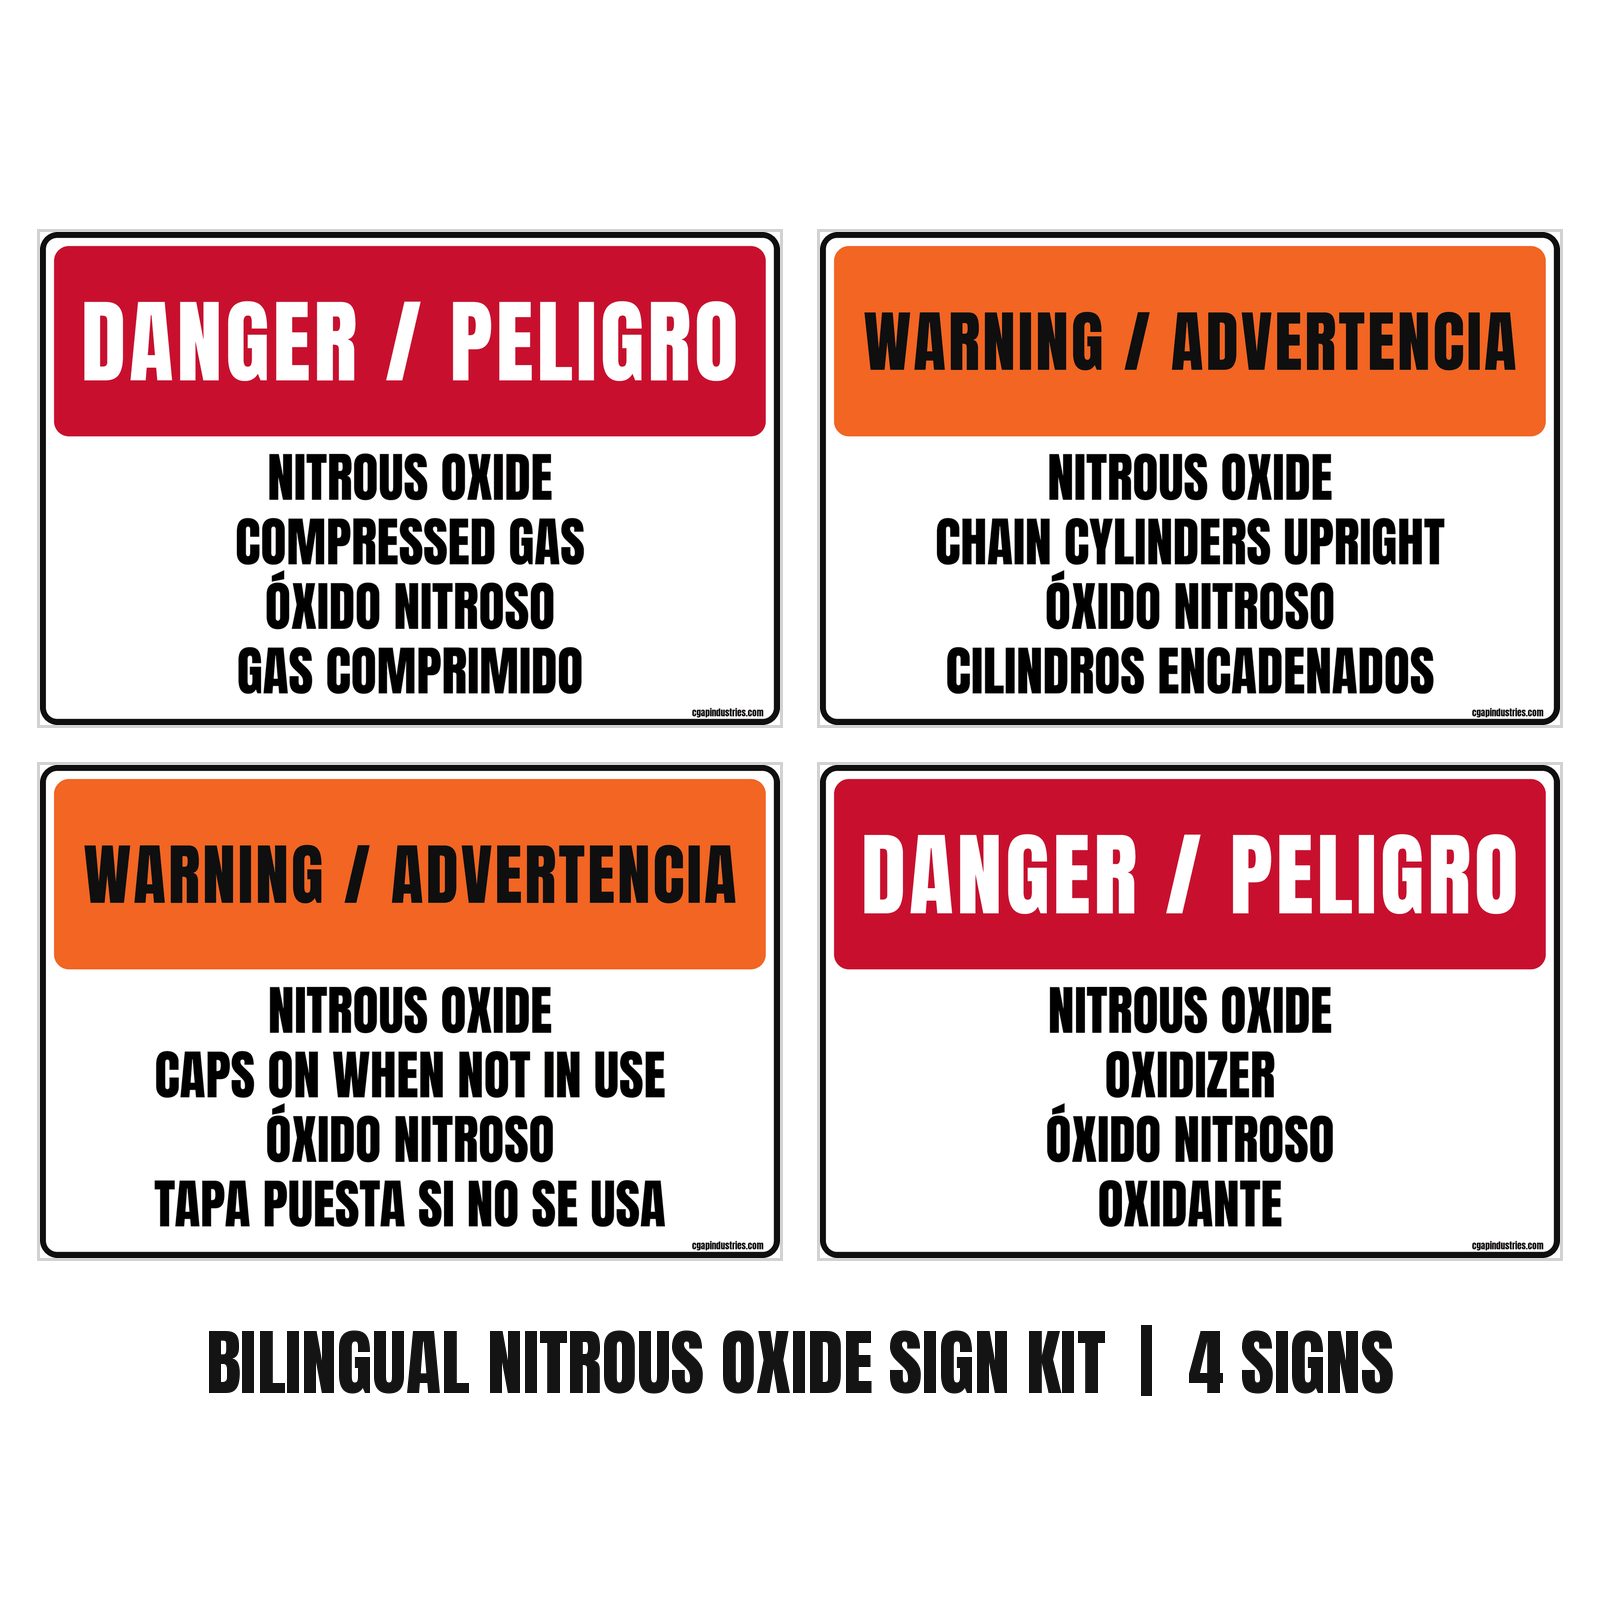 DANGER / PELIGRO
NITROUS OXIDE
COMPRESSED GAS
ÓXIDO NITROSO
GAS COMPRIMIDO
cgapindustries.com
WARNING / ADVERTENCIA
NITROUS OXIDE
CHAIN CYLINDERS UPRIGHT
ÓXIDO NITROSO
CILINDROS ENCADENADOS
cgapindustries.com
WARNING / ADVERTENCIA
NITROUS OXIDE
CAPS ON WHEN NOT IN USE
ÓXIDO NITROSO
TAPA PUESTA SI NO SE USA
cgapindustries.com
DANGER / PELIGRO
NITROUS OXIDE
OXIDIZER
ÓXIDO NITROSO
OXIDANTE
cgapindustries.com
BILINGUAL NITROUS OXIDE SIGN KIT | 4 SIGNS